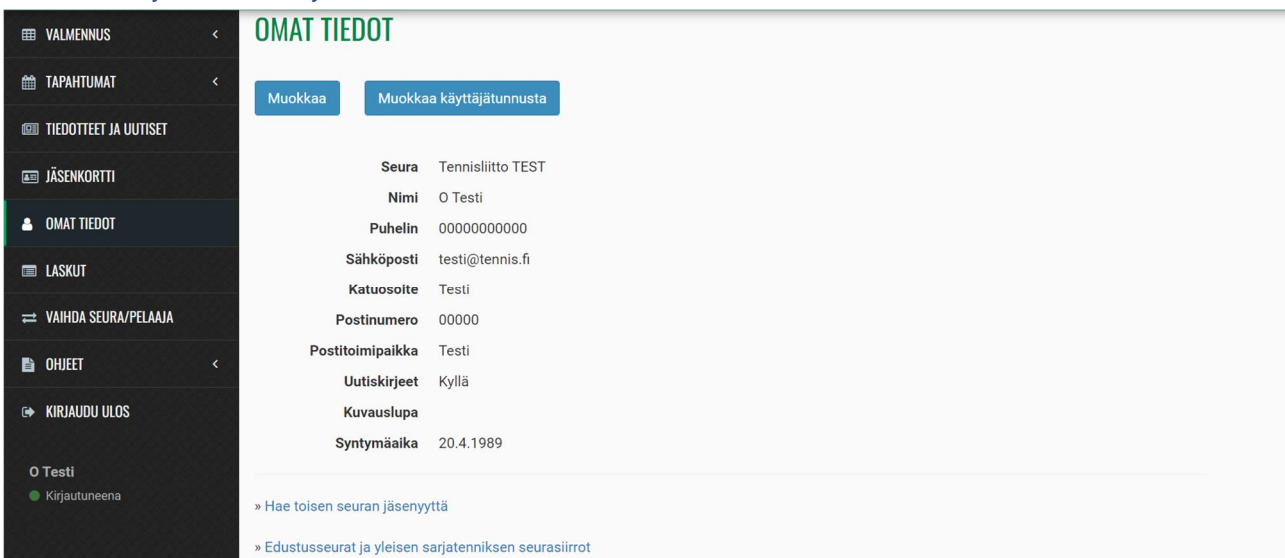 VALMENNUS
TAPAHTUMAT
TIEDOTTEET JA UUTISET
JÄSENKORTTI
OMAT TIEDOT
LASKUT
VAIHDA SEURA/PELAAJA
OHJEET
KIRJAUDU ULOS
O Testi
Kirjautuneena
OMAT TIEDOT
Muokkaa Muokkaa käyttäjätunnusta
Seura Tennisliitto TEST
Nimi O Testi
Puhelin 00000000000
Sähköposti testi@tennis.fi
Katuosoite Testi
Postinumero 00000
Postitoimipaikka Testi
Uutiskirjeet Kyllä
Kuvauslupa
Syntymäaika 20.4.1989
» Hae toisen seuran jäsenyyttä
» Edustusseurat ja yleisen sarjatenniksen seurasiirrot